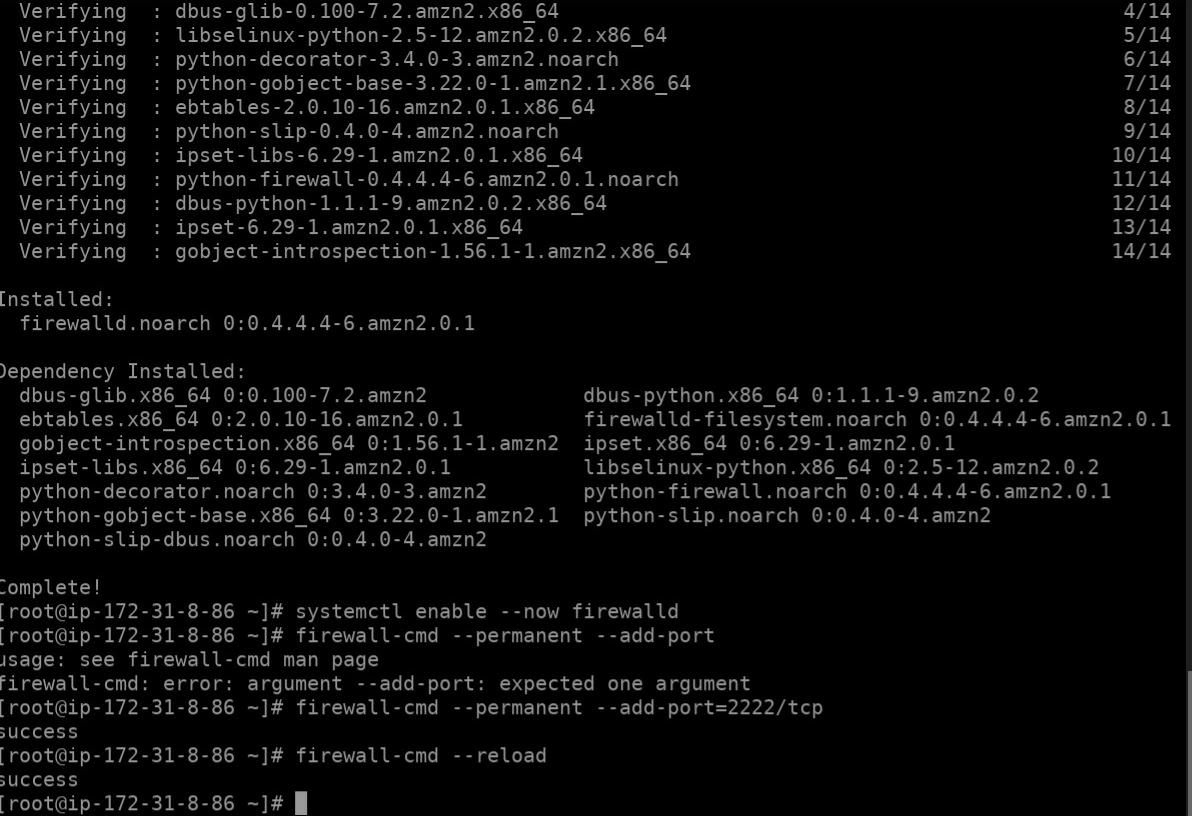 Verifying  : dbus-glib-0.100-7.2.amzn2.x86_64 4/14
Verifying  : libselinux-python-2.5-12.amzn2.0.2.x86_64 5/14
Verifying  : python-decorator-3.4.0-3.amzn2.noarch 6/14
Verifying  : python-gobject-base-3.22.0-1.amzn2.1.x86_64 7/14
Verifying  : ebtables-2.0.10-16.amzn2.0.1.x86_64 8/14
Verifying  : python-slip-0.4.0-4.amzn2.noarch 9/14
Verifying  : ipset-libs-6.29-1.amzn2.0.1.x86_64 10/14
Verifying  : python-firewall-0.4.4.4-6.amzn2.0.1.noarch 11/14
Verifying  : dbus-python-1.1.1-9.amzn2.0.2.x86_64 12/14
Verifying  : ipset-6.29-1.amzn2.0.1.x86_64 13/14
Verifying  : gobject-introspection-1.56.1-1.amzn2.x86_64 14/14
Installed:
firewalld.noarch 0:0.4.4.4-6.amzn2.0.1
Dependency Installed:
dbus-glib.x86_64 0:0.100-7.2.amzn2 dbus-python.x86_64 0:1.1.1-9.amzn2.0.2
ebtables.x86_64 0:2.0.10-16.amzn2.0.1 firewalld-filesystem.noarch 0:0.4.4.4-6.amzn2.0.1
gobject-introspection.x86_64 0:1.56.1-1.amzn2 ipset.x86_64 0:6.29-1.amzn2.0.1
ipset-libs.x86_64 0:6.29-1.amzn2.0.1 libselinux-python.x86_64 0:2.5-12.amzn2.0.2
python-decorator.noarch 0:3.4.0-3.amzn2 python-firewall.noarch 0:0.4.4.4-6.amzn2.0.1
python-gobject-base.x86_64 0:3.22.0-1.amzn2.1 python-slip.noarch 0:0.4.0-4.amzn2
python-slip-dbus.noarch 0:0.4.0-4.amzn2
Complete!
[root@ip-172-31-8-86 ~]# systemctl enable --now firewalld
[root@ip-172-31-8-86 ~]# firewall-cmd --permanent --add-port
usage: see firewall-cmd man page
firewall-cmd: error: argument --add-port: expected one argument
[root@ip-172-31-8-86 ~]# firewall-cmd --permanent --add-port=2222/tcp
success
[root@ip-172-31-8-86 ~]# firewall-cmd --reload
success
[root@ip-172-31-8-86 ~]#